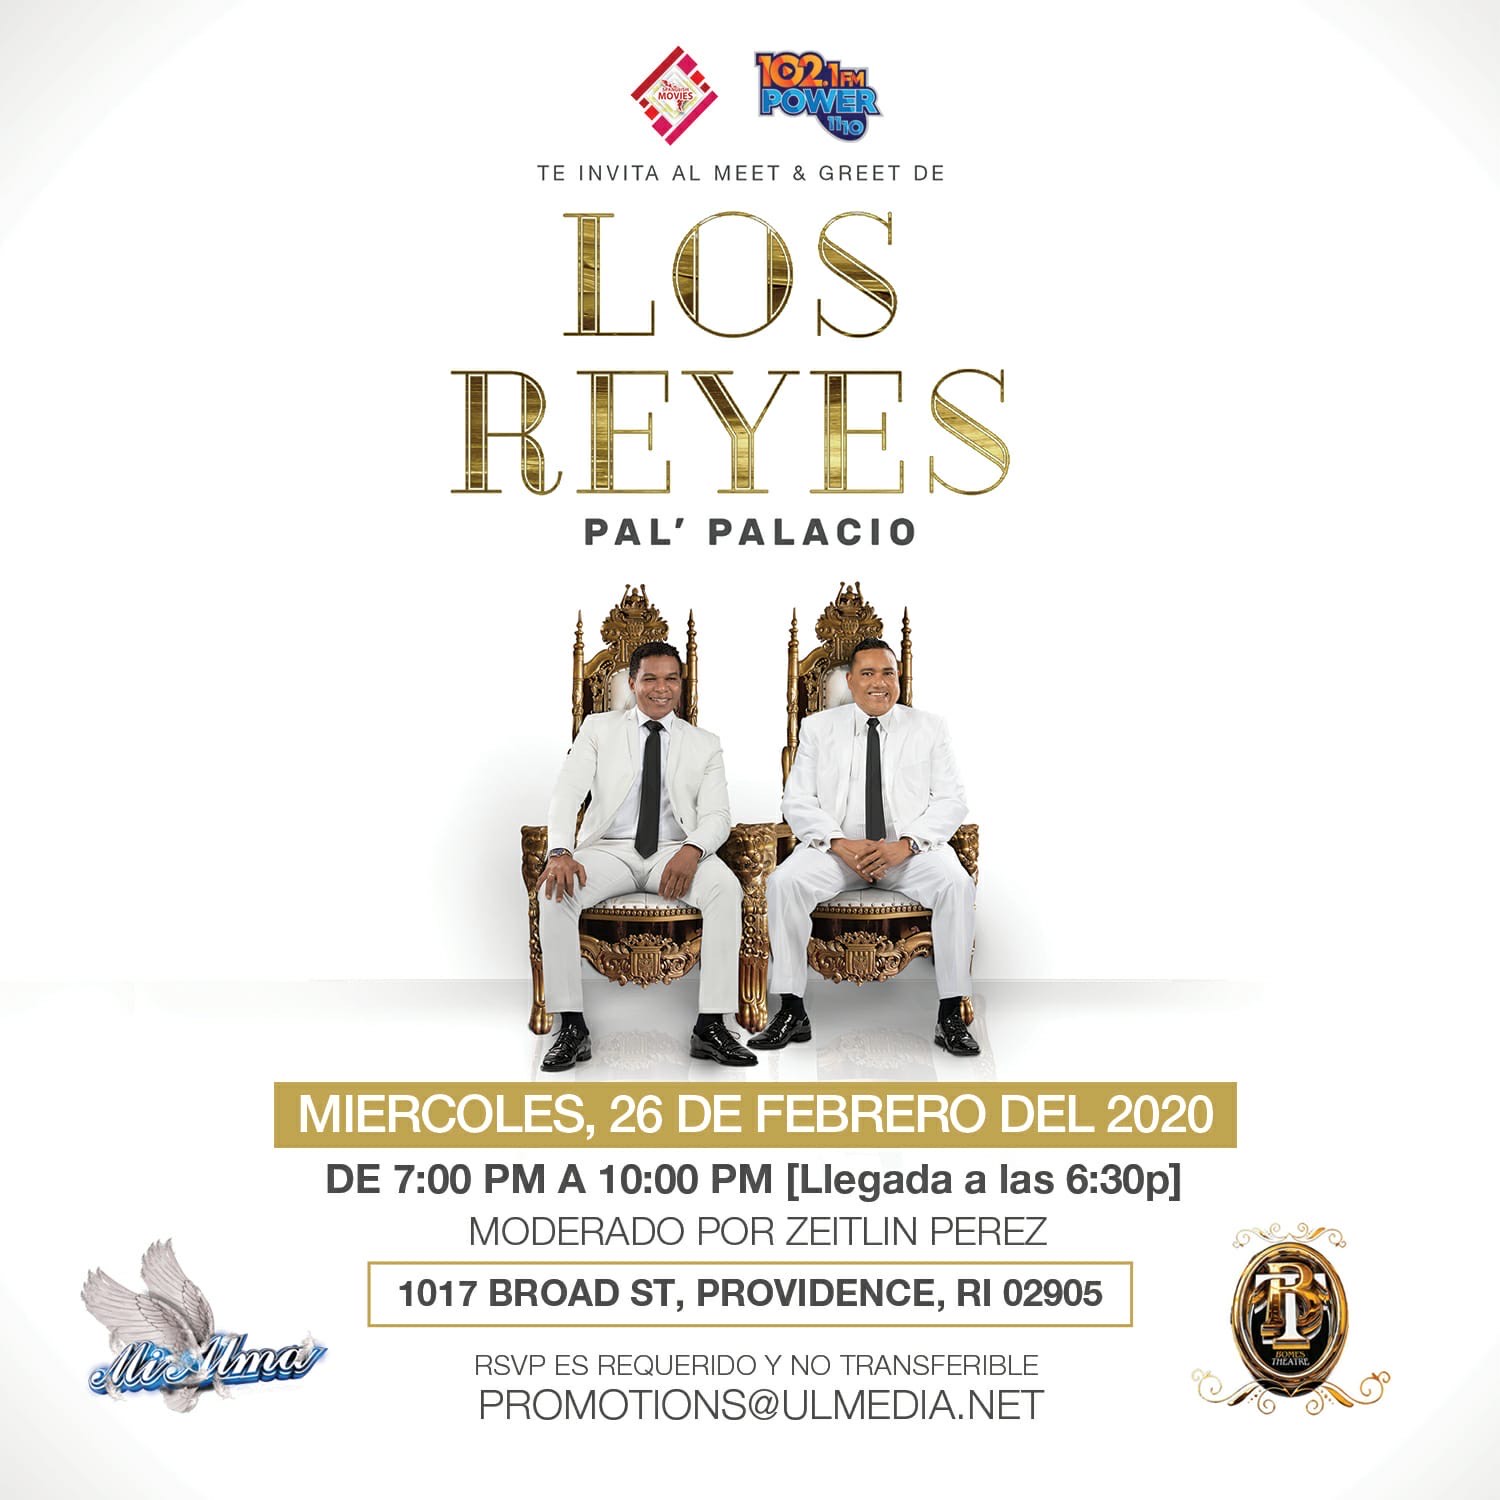 SPANGLISH
MOVIES
102.1 FM
POWER
1110
TE INVITA AL MEET & GREET DE
LOS
REYES
PAL’ PALACIO
MIERCOLES, 26 DE FEBRERO DEL 2020
DE 7:00 PM A 10:00 PM [Llegada a las 6:30p]
MODERADO POR ZEITLIN PEREZ
1017 BROAD ST, PROVIDENCE, RI 02905
Mi Alma
BT
BOMES
THEATRE
RSVP ES REQUERIDO Y NO TRANSFERIBLE
PROMOTIONS@ULMEDIA.NET